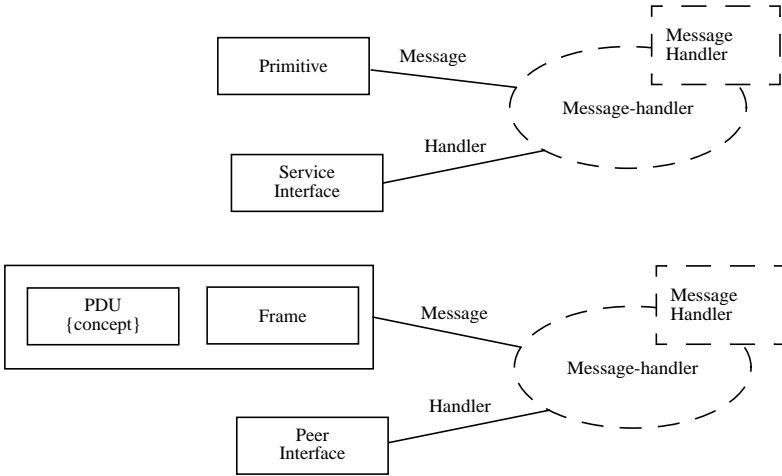 Primitive
Message
Message
Handler
Message-handler
Handler
Service
Interface
PDU
{concept}
Frame
Message
Message
Handler
Message-handler
Handler
Peer
Interface